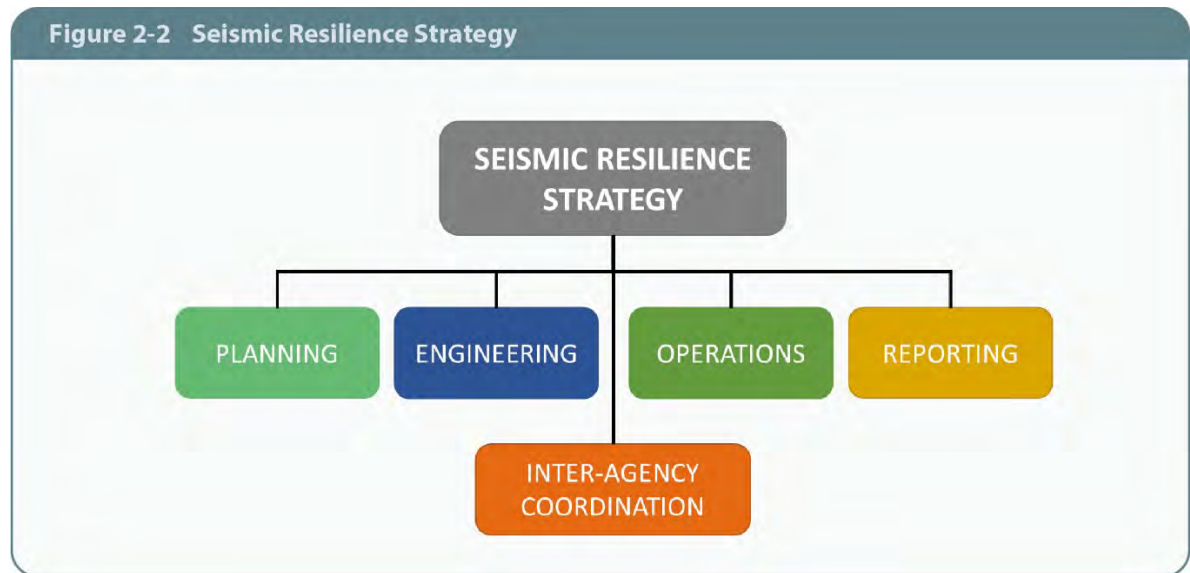 Figure 2-2 Seismic Resilience Strategy
SEISMIC RESILIENCE
STRATEGY
PLANNING
ENGINEERING
OPERATIONS
REPORTING
INTER-AGENCY
COORDINATION